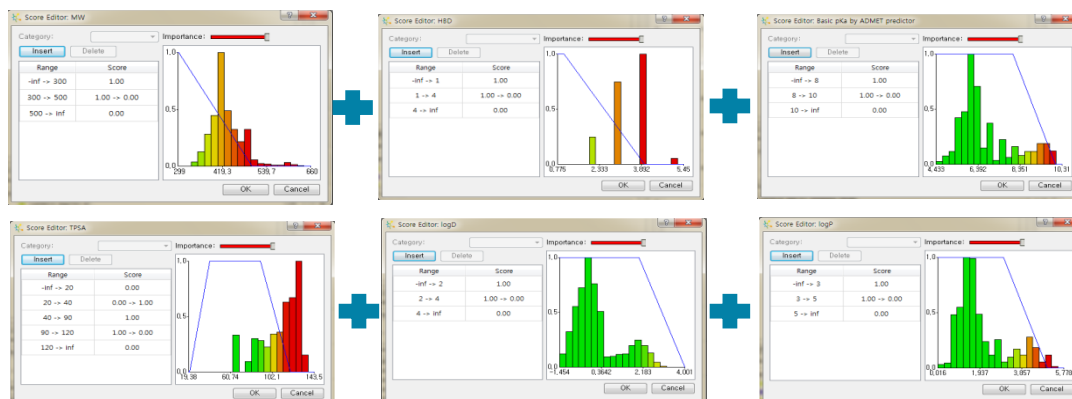 Score Editor: MW
Category:
Importance:
Insert
Delete
Range Score
-inf -> 300 1.00
300 -> 500 1.00 -> 0.00
500 -> inf 0.00
1.0
0.5
0.0
299 419.3 539.7 660
OK
Cancel
Score Editor: HBD
Category:
Importance:
Insert
Delete
Range Score
-inf -> 1 1.00
1 -> 4 1.00 -> 0.00
4 -> inf 0.00
1.0
0.5
0.0
0.775 2.333 3.892 5.45
OK
Cancel
Score Editor: Basic pKa by ADMET predictor
Category:
Importance:
Insert
Delete
Range Score
-inf -> 8 1.00
8 -> 10 1.00 -> 0.00
10 -> inf 0.00
1.0
0.5
0.0
4.433 6.392 8.351 10.31
OK
Cancel
Score Editor: TPSA
Category:
Importance:
Insert
Delete
Range Score
-inf -> 20 0.00
20 -> 40 0.00 -> 1.00
40 -> 90 1.00
90 -> 120 1.00 -> 0.00
120 -> inf 0.00
1.0
0.5
0.0
19.38 60.74 102.1 143.5
OK
Cancel
Score Editor: logD
Category:
Importance:
Insert
Delete
Range Score
-inf -> 2 1.00
2 -> 4 1.00 -> 0.00
4 -> inf 0.00
1.0
0.5
0.0
-1.454 0.3642 2.183 4.001
OK
Cancel
Score Editor: logP
Category:
Importance:
Insert
Delete
Range Score
-inf -> 3 1.00
3 -> 5 1.00 -> 0.00
5 -> inf 0.00
1.0
0.5
0.0
0.016 1.937 3.857 5.778
OK
Cancel